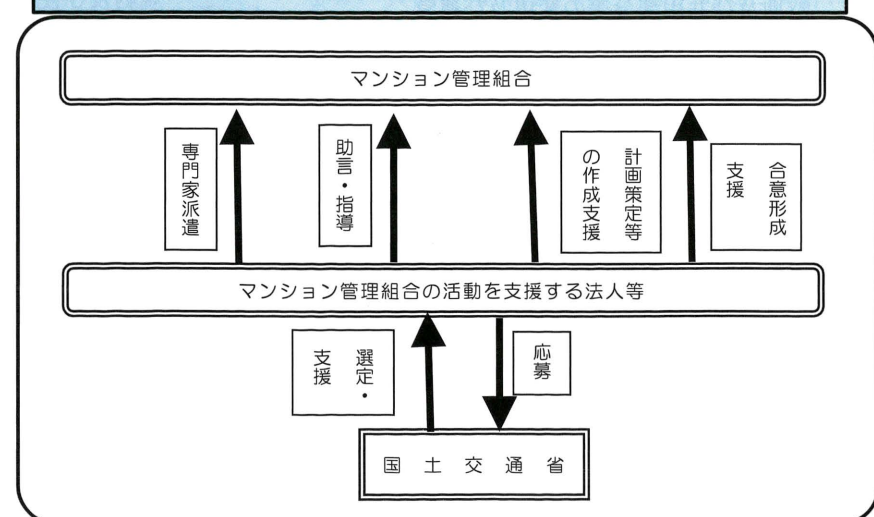 マンション管理組合
専門家派遣
助言・指導
計画策定等
の作成支援
合意形成
支援
マンション管理組合の活動を支援する法人等
選定・
支援
応募
国土交通省